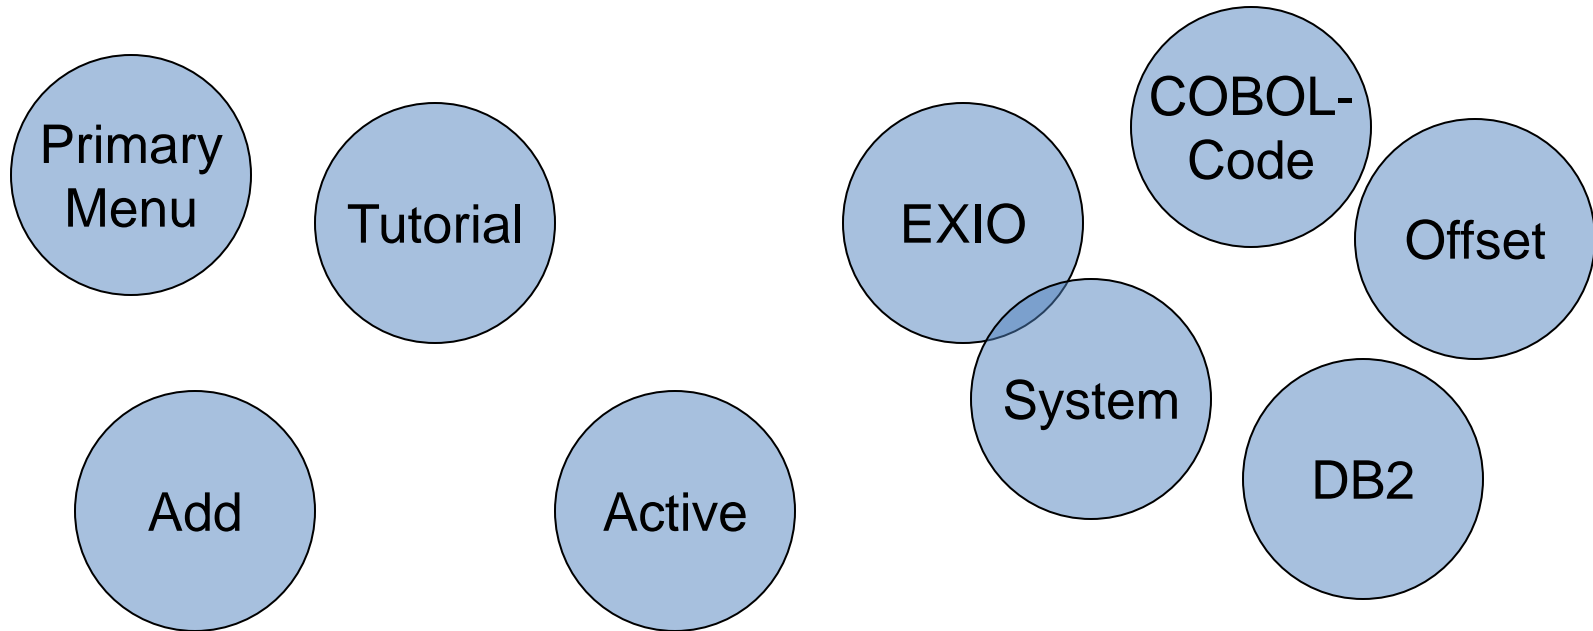 Primary
Menu
Tutorial
EXIO
COBOL-
Code
Offset
System
DB2
Add
Active